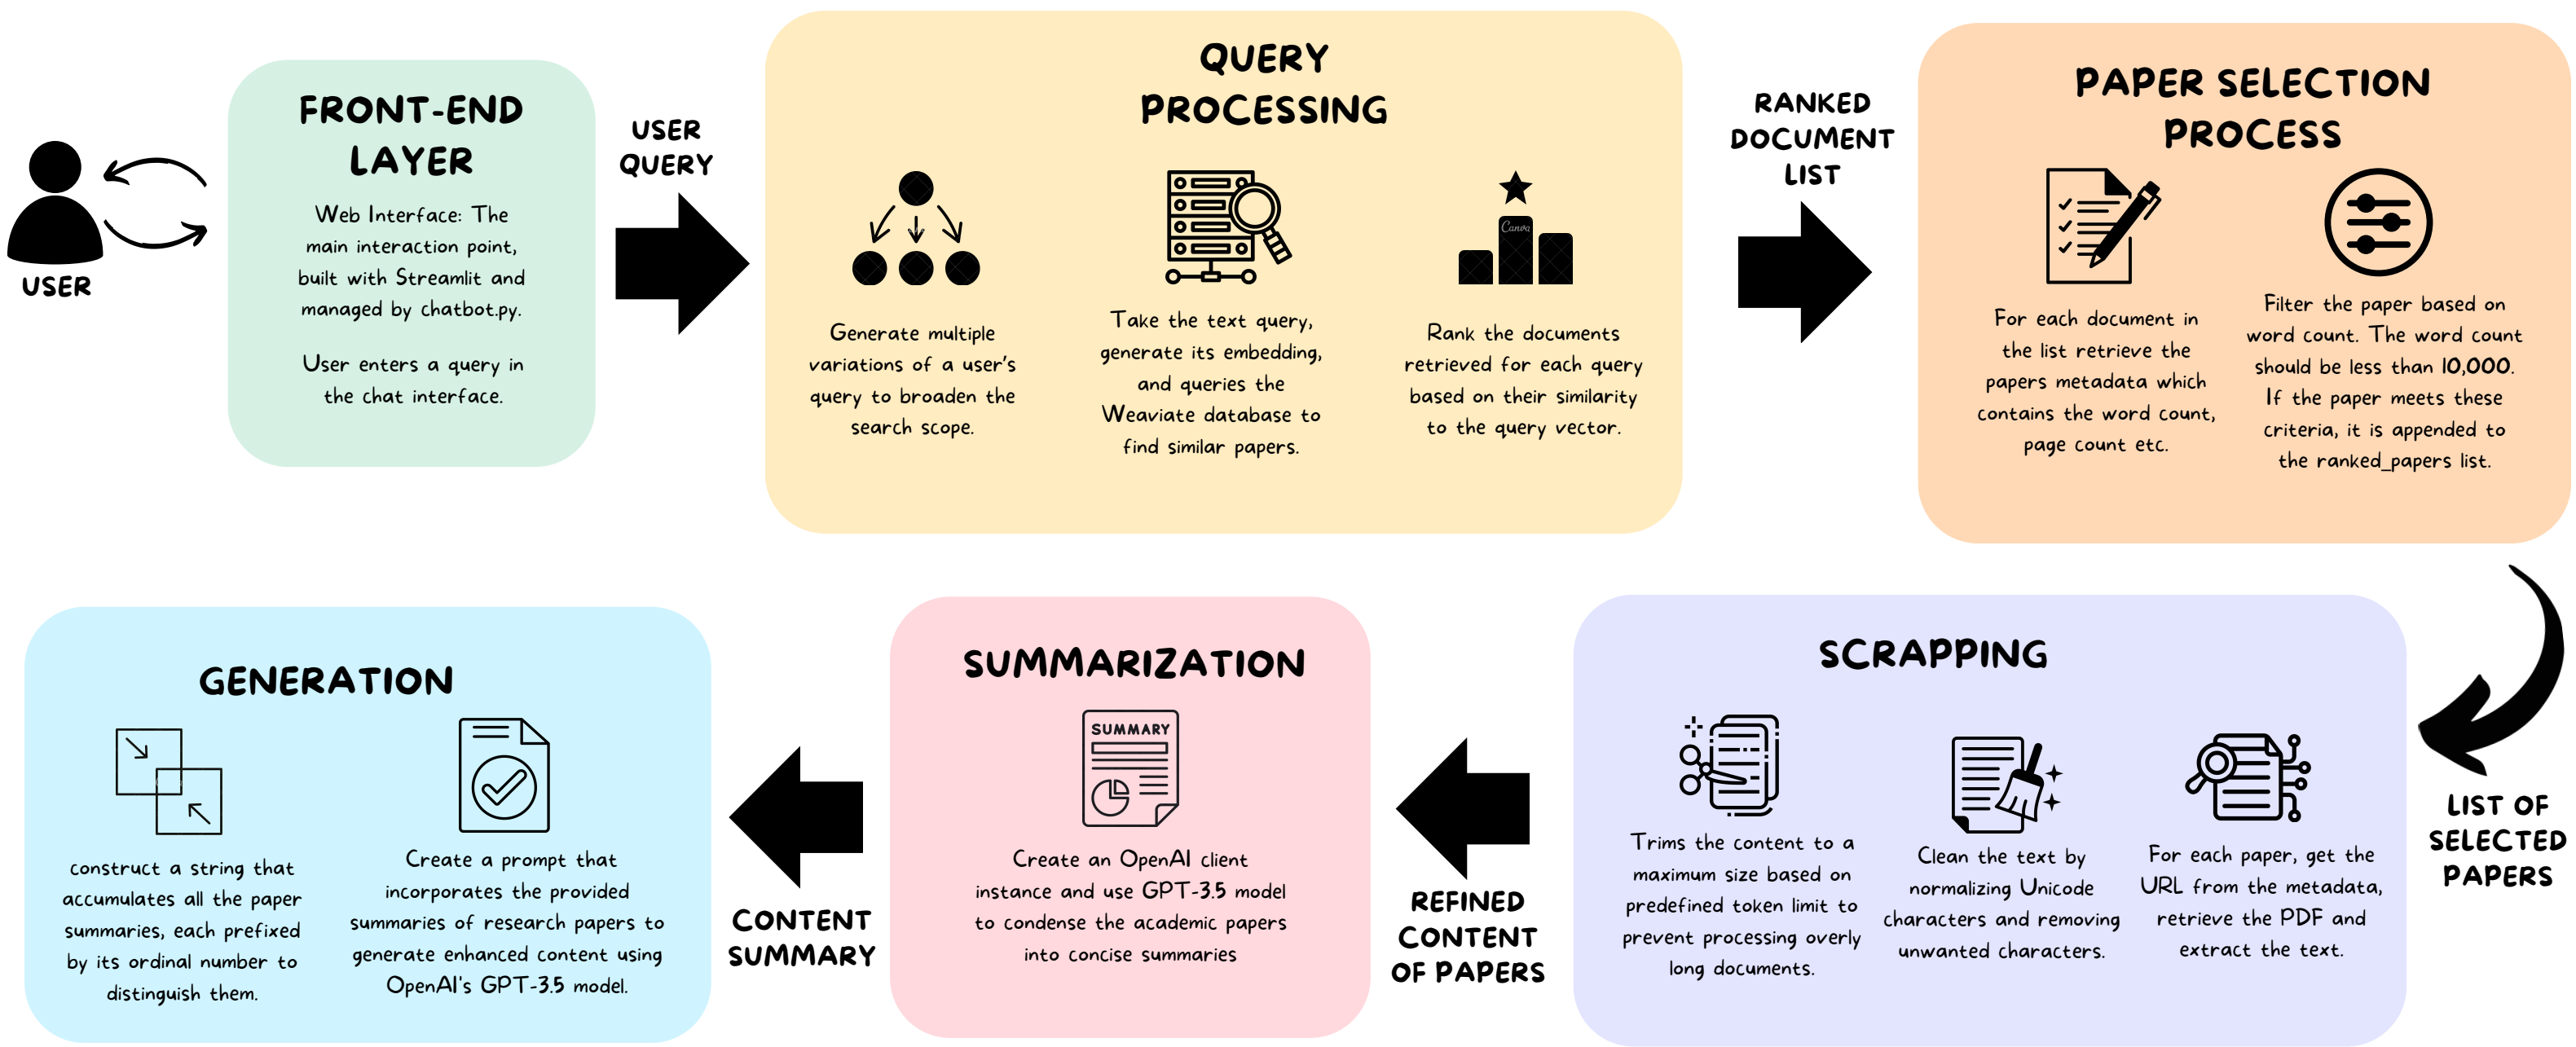 USER
FRONT-END
LAYER
Web Interface: The
main interaction point,
built with Streamlit and
managed by chatbot.py.
User enters a query in
the chat interface.
USER
QUERY
QUERY
PROCESSING
Generate multiple
variations of a user's
query to broaden the
search scope.
Take the text query,
generate its embedding,
and queries the
Weaviate database to
find similar papers.
Canva
Rank the documents
retrieved for each query
based on their similarity
to the query vector.
RANKED
DOCUMENT
LIST
PAPER SELECTION
PROCESS
For each document in
the list retrieve the
papers metadata which
contains the word count,
page count etc.
Filter the paper based on
word count. The word count
should be less than 10,000.
If the paper meets these
criteria, it is appended to
the ranked_papers list.
LIST OF
SELECTED
PAPERS
SCRAPPING
For each paper, get the
URL from the metadata,
retrieve the PDF and
extract the text.
Clean the text by
normalizing Unicode
characters and removing
unwanted characters.
Trims the content to a
maximum size based on
predefined token limit to
prevent processing overly
long documents.
REFINED
CONTENT
OF PAPERS
SUMMARIZATION
SUMMARY
Create an OpenAI client
instance and use GPT-3.5 model
to condense the academic papers
into concise summaries
CONTENT
SUMMARY
GENERATION
construct a string that
accumulates all the paper
summaries, each prefixed
by its ordinal number to
distinguish them.
Create a prompt that
incorporates the provided
summaries of research papers to
generate enhanced content using
OpenAI's GPT-3.5 model.